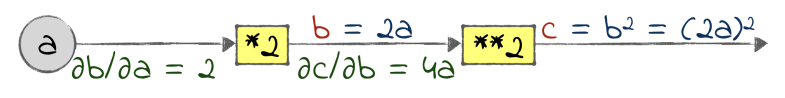 a
*2
b = 2a
**2
c = b² = (2a)²
∂b/∂a = 2
∂c/∂b = 4a